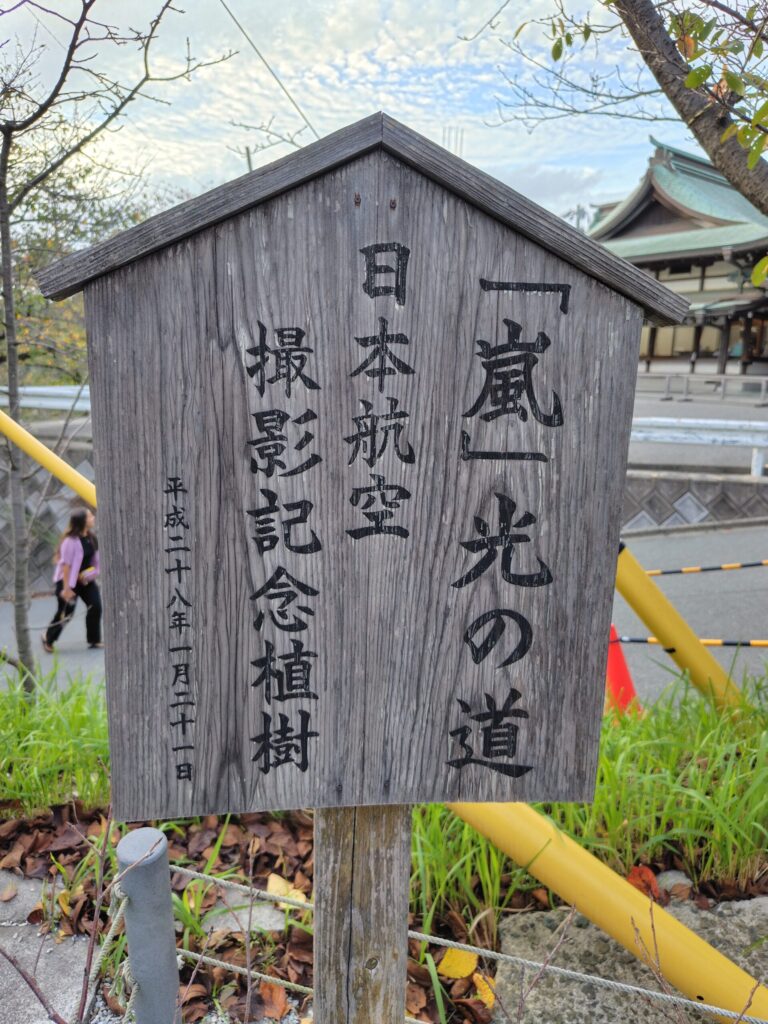 「嵐」光の道
日本航空
撮影記念植樹
平成二十八年一月二十一日